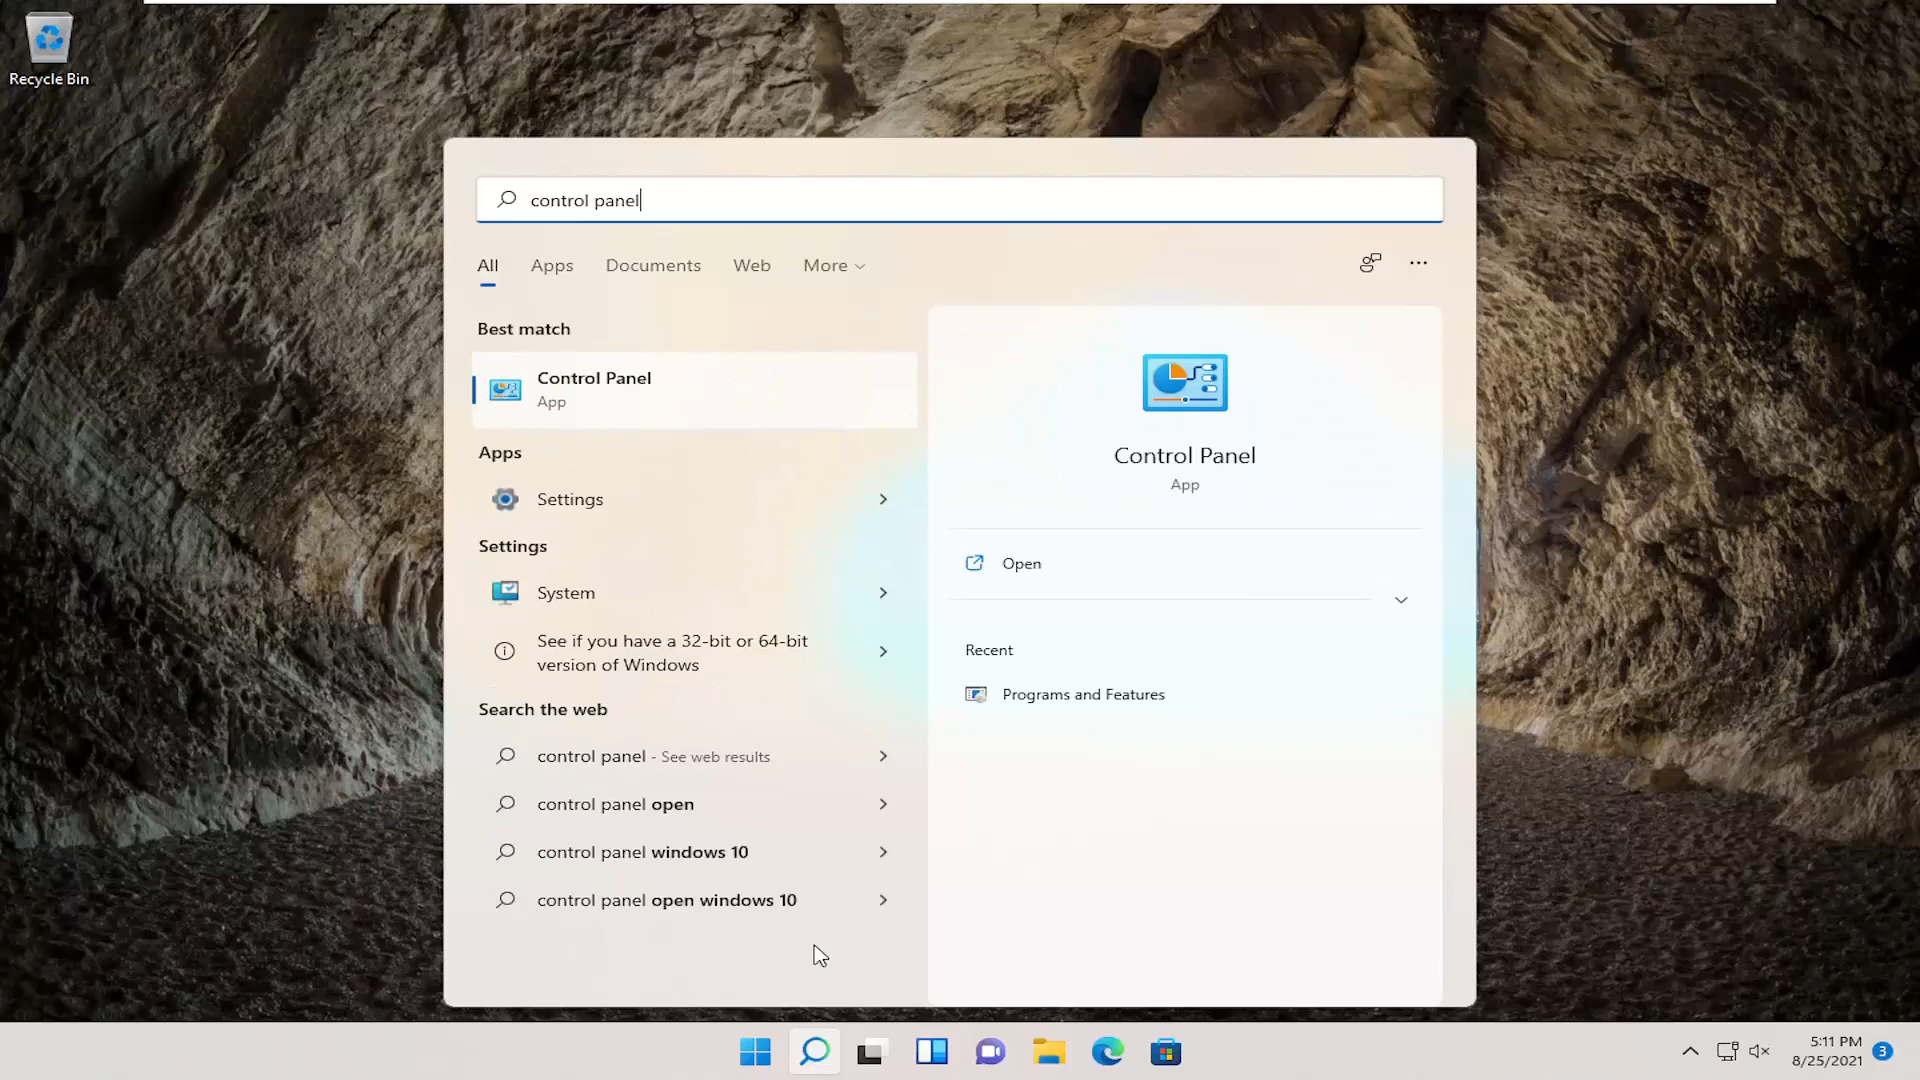 Recycle Bin
control panel
All Apps Documents Web More
Best match
Control Panel
App
Apps
Settings
Settings
System
See if you have a 32-bit or 64-bit
version of Windows
Search the web
control panel - See web results
control panel open
control panel windows 10
control panel open windows 10
Control Panel
App
Open
Recent
Programs and Features
5:11 PM
8/25/2021
3